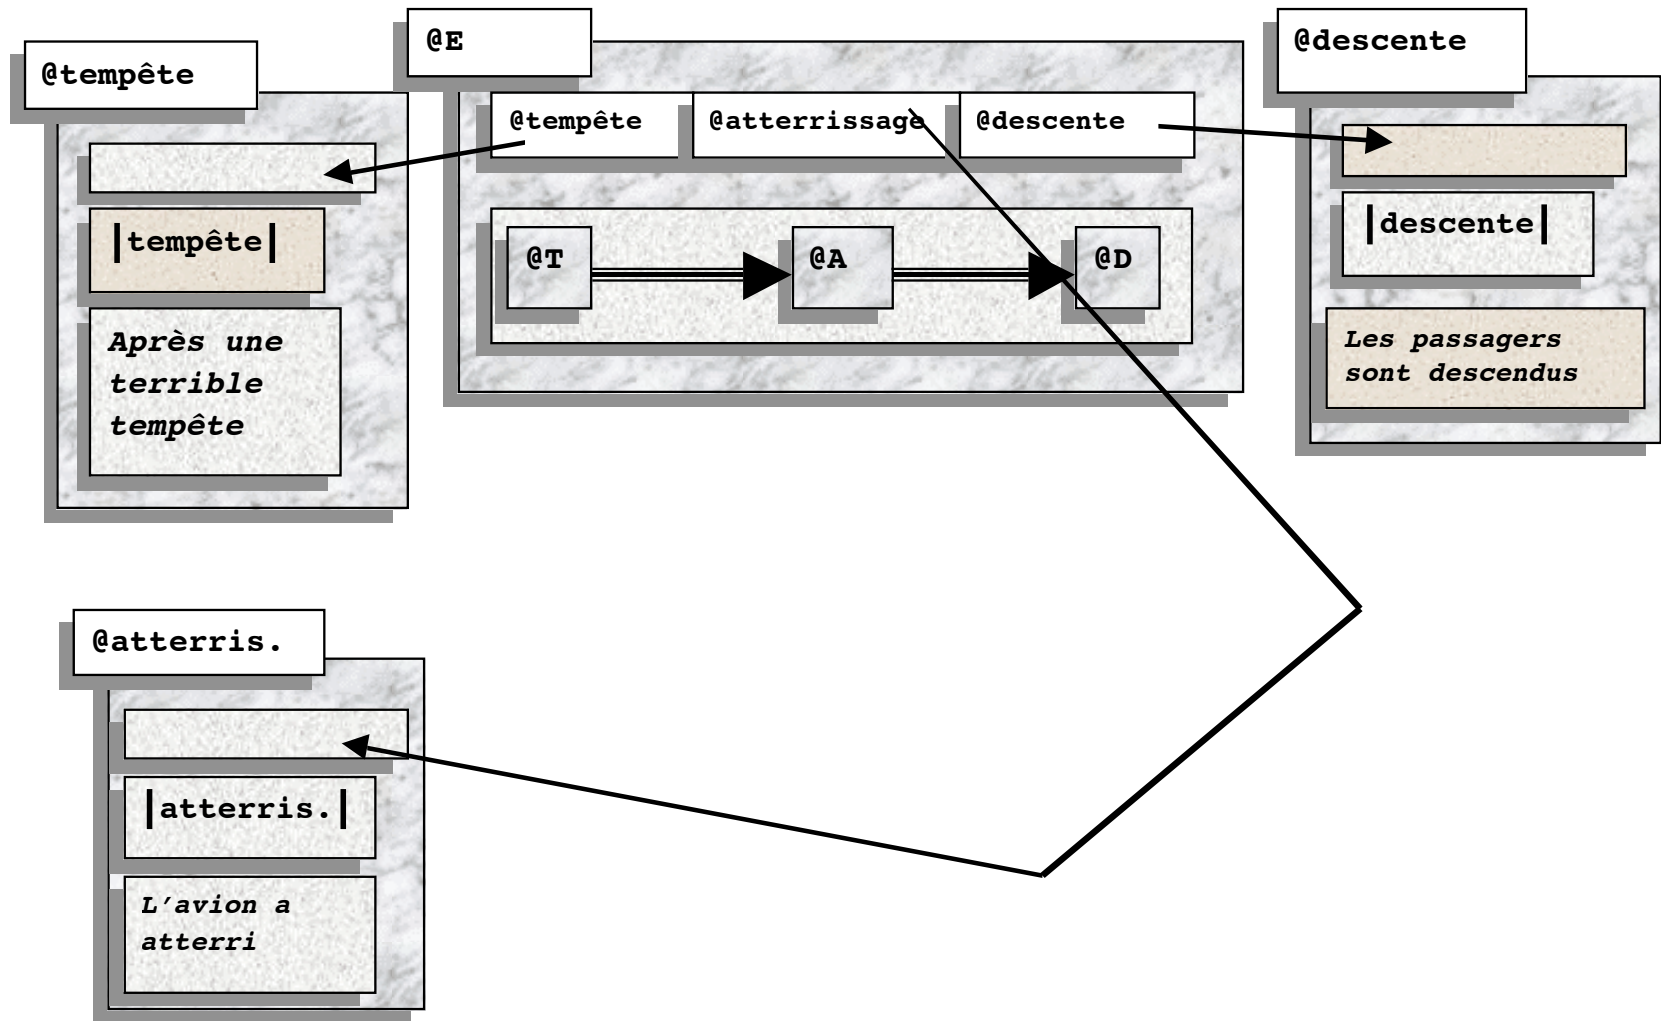 @tempête
|tempête|
Après une
terrible
tempête
@E
@tempête
@atterrissage
@descente
@T
@A
@D
@descente
|descente|
Les passagers
sont descendus
@atterris.
|atterris.|
L'avion a
atterri